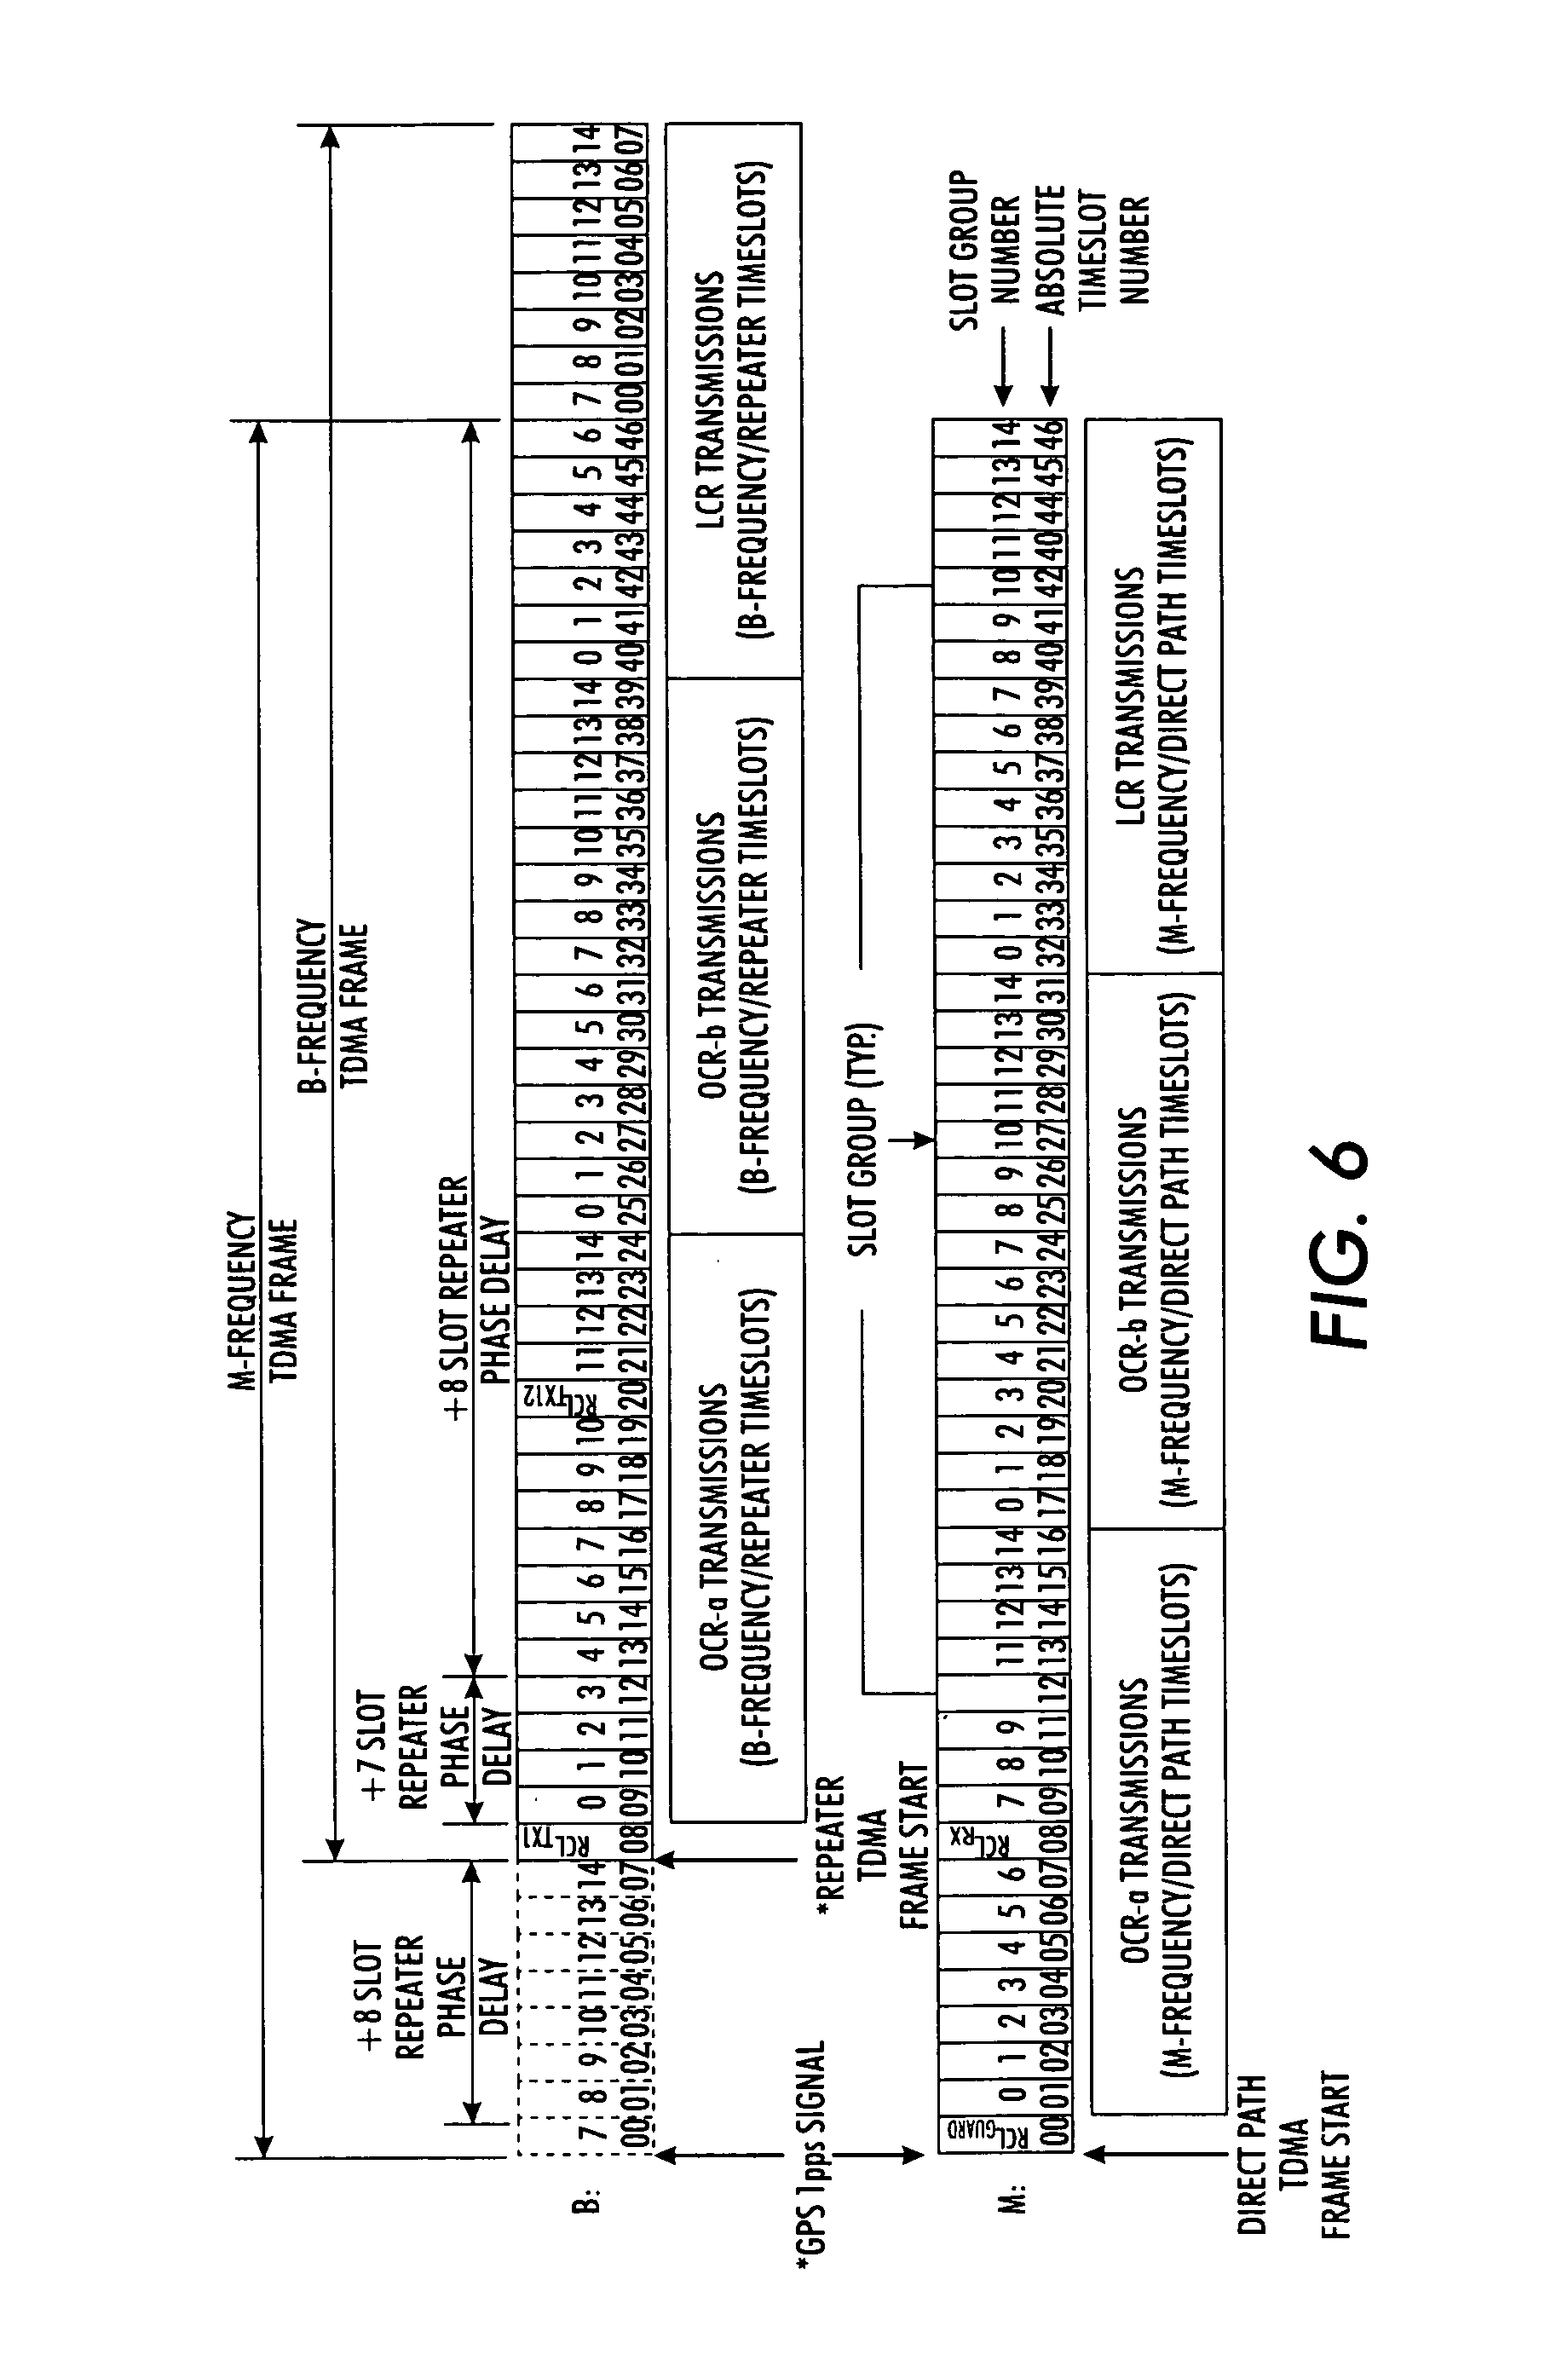 M-FREQUENCY
TDMA FRAME
B-FREQUENCY
TDMA FRAME
+8 SLOT
REPEATER
PHASE
DELAY
+7 SLOT
REPEATER
PHASE
DELAY
+8 SLOT REPEATER
PHASE DELAY
B:
7 8 9 10 11 12 13 14 RCL TX1 0 1 2 3 4 5 6 7 8 9 10 RCL TX12 11 12 13 14 0 1 2 3 4 5 6 7 8 9 10 11 12 13 14 0 1 2 3 4 5 6 7 8 9 10 11 12 13 14
00 01 02 03 04 05 06 07 08 09 10 11 12 13 14 15 16 17 18 19 20 21 22 23 24 25 26 27 28 29 30 31 32 33 34 35 36 37 38 39 40 41 42 43 44 45 46 00 01 02 03 04 05 06 07
OCR-a TRANSMISSIONS
(B-FREQUENCY/REPEATER TIMESLOTS)
OCR-b TRANSMISSIONS
(B-FREQUENCY/REPEATER TIMESLOTS)
LCR TRANSMISSIONS
(B-FREQUENCY/REPEATER TIMESLOTS)
*GPS 1pps SIGNAL
*REPEATER
TDMA
FRAME START
SLOT GROUP (TYP.)
SLOT GROUP
NUMBER
ABSOLUTE
TIMESLOT
NUMBER
M:
RCL GUARD 0 1 2 3 4 5 6 RCL RX 7 8 9 11 12 13 14 0 1 2 3 4 5 6 7 8 9 10 11 12 13 14 0 1 2 3 4 5 6 7 8 9 10 11 12 13 14
00 01 02 03 04 05 06 07 08 09 10 11 12 13 14 15 16 17 18 19 20 21 22 23 24 25 26 27 28 29 30 31 32 33 34 35 36 37 38 39 40 41 42 40 44 45 46
OCR-a TRANSMISSIONS
(M-FREQUENCY/DIRECT PATH TIMESLOTS)
OCR-b TRANSMISSIONS
(M-FREQUENCY/DIRECT PATH TIMESLOTS)
LCR TRANSMISSIONS
(M-FREQUENCY/DIRECT PATH TIMESLOTS)
DIRECT PATH
TDMA
FRAME START
FIG. 6